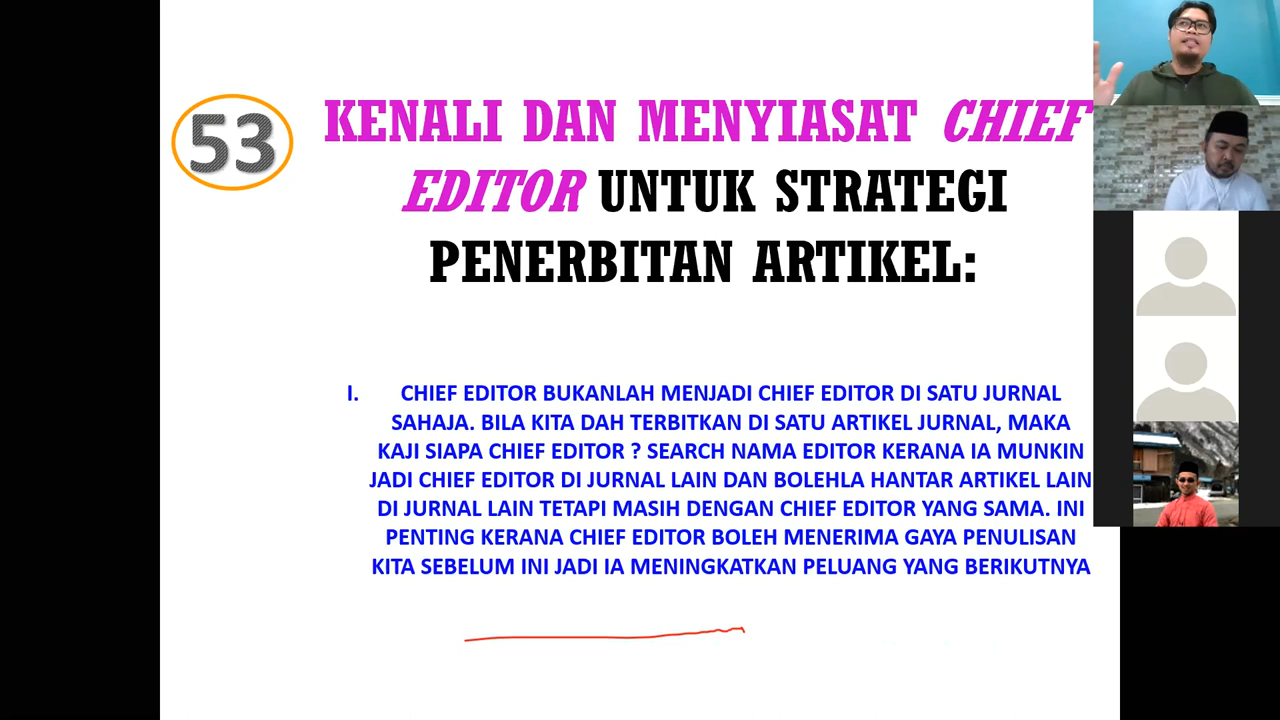 53
KENALI DAN MENYIASAT CHIEF
EDITOR UNTUK STRATEGI
PENERBITAN ARTIKEL:
I. CHIEF EDITOR BUKANLAH MENJADI CHIEF EDITOR DI SATU JURNAL
SAHAJA. BILA KITA DAH TERBITKAN DI SATU ARTIKEL JURNAL, MAKA
KAJI SIAPA CHIEF EDITOR ? SEARCH NAMA EDITOR KERANA IA MUNKIN
JADI CHIEF EDITOR DI JURNAL LAIN DAN BOLEHLA HANTAR ARTIKEL LAIN
DI JURNAL LAIN TETAPI MASIH DENGAN CHIEF EDITOR YANG SAMA. INI
PENTING KERANA CHIEF EDITOR BOLEH MENERIMA GAYA PENULISAN
KITA SEBELUM INI JADI IA MENINGKATKAN PELUANG YANG BERIKUTNYA